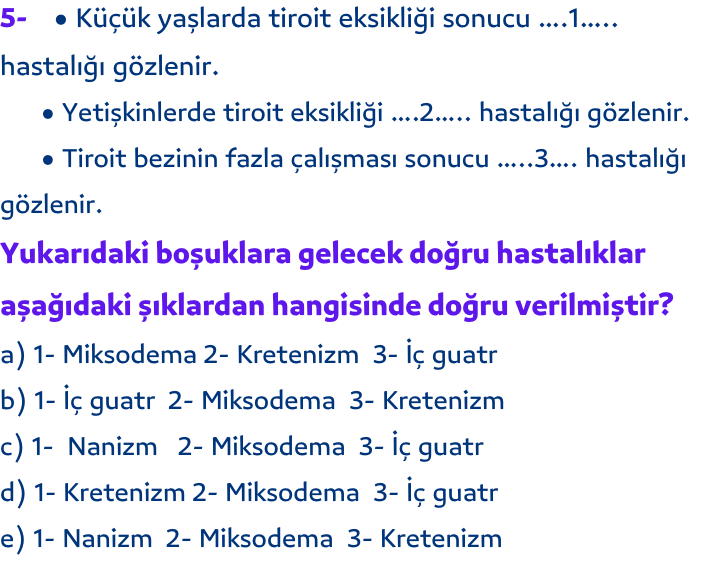 5- • Küçük yaşlarda tiroit eksikliği sonucu ....1.....
hastalığı gözlenir.
• Yetişkinlerde tiroit eksikliği ....2..... hastalığı gözlenir.
• Tiroit bezinin fazla çalışması sonucu .....3.... hastalığı
gözlenir.
Yukarıdaki boşuklara gelecek doğru hastalıklar
aşağıdaki şıklardan hangisinde doğru verilmiştir?
a) 1- Miksodema 2- Kretenizm 3- İç guatr
b) 1- İç guatr 2- Miksodema 3- Kretenizm
c) 1- Nanizm 2- Miksodema 3- İç guatr
d) 1- Kretenizm 2- Miksodema 3- İç guatr
e) 1- Nanizm 2- Miksodema 3- Kretenizm